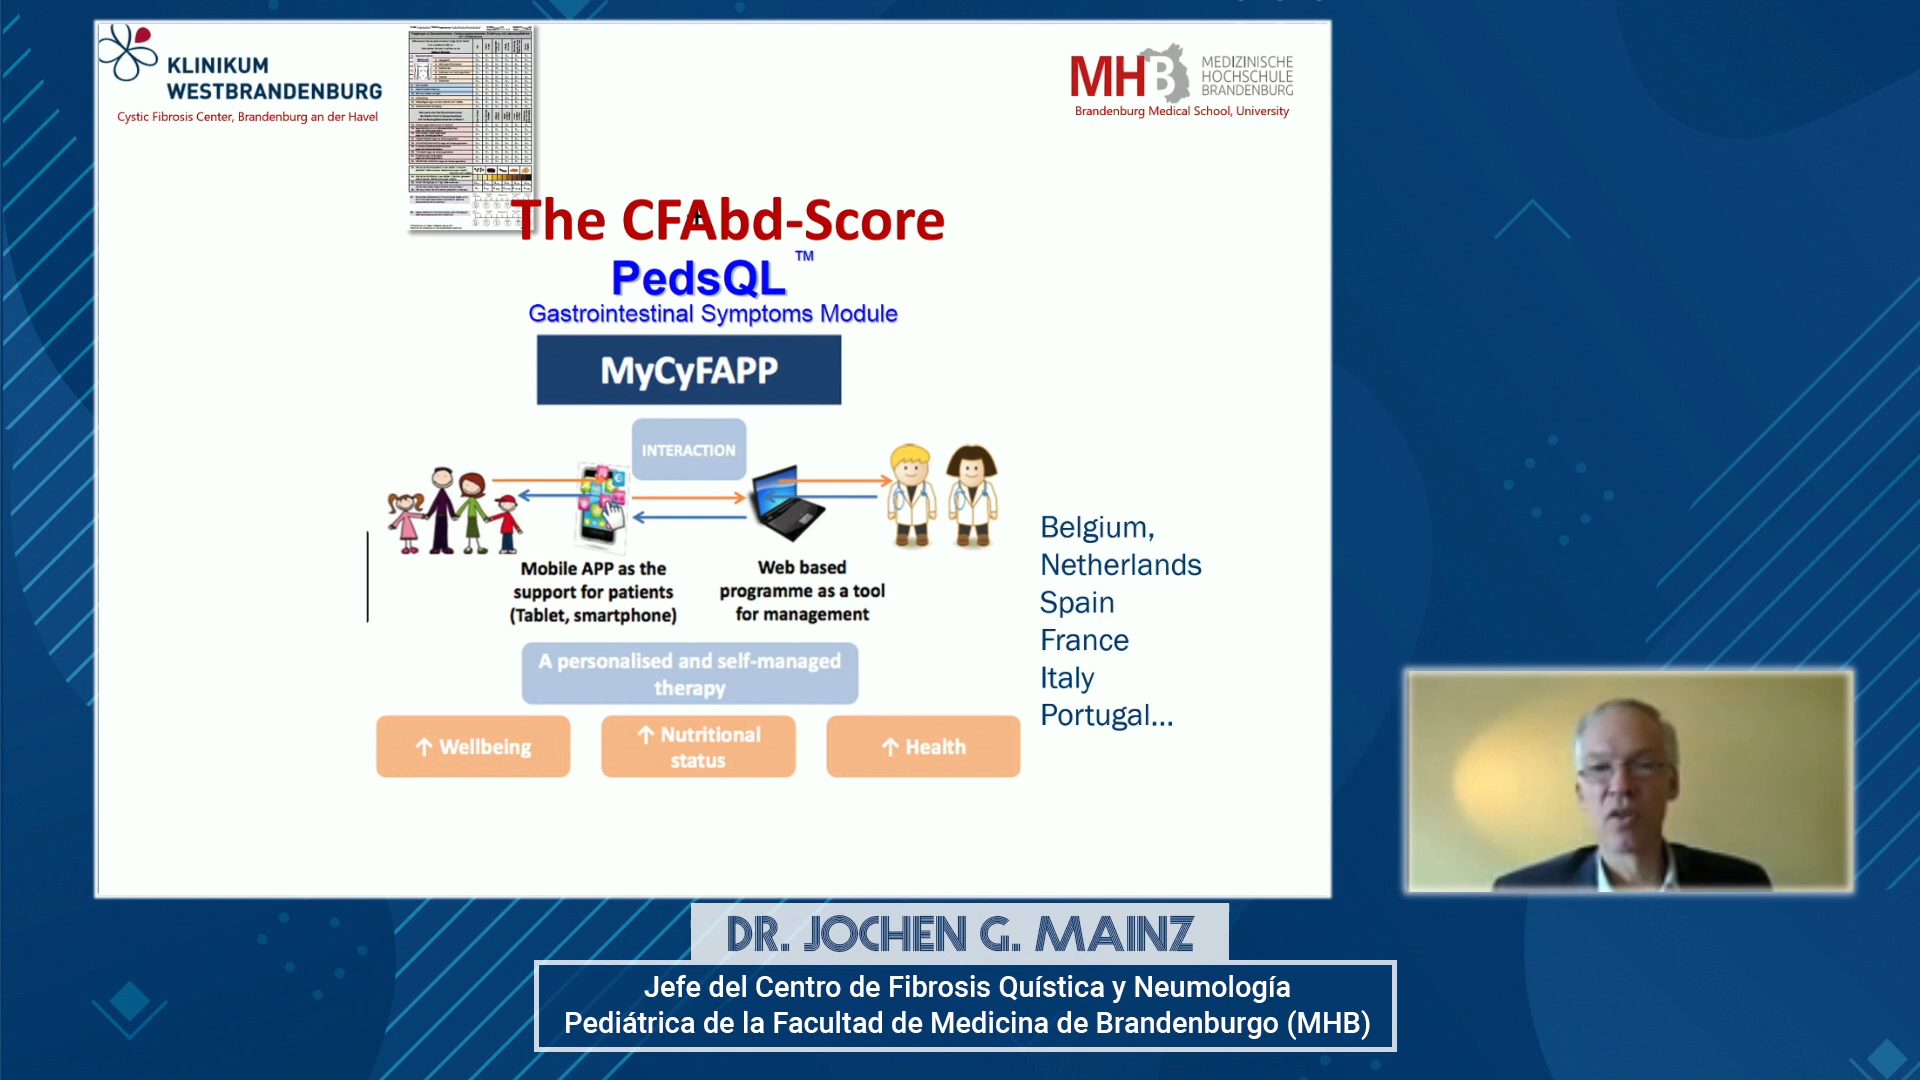 KLINIKUM
WESTBRANDENBURG
Cystic Fibrosis Center, Brandenburg an der Havel
MHB
MEDIZINISCHE
HOCHSCHULE
BRANDENBURG
Brandenburg Medical School, University
The CFAbd-Score
PedsQL™
Gastrointestinal Symptoms Module
MyCyFAPP
INTERACTION
Mobile APP as the
support for patients
(Tablet, smartphone)
Web based
programme as a tool
for management
A personalised and self-managed
therapy
↑ Wellbeing
↑ Nutritional
status
↑ Health
Belgium,
Netherlands
Spain
France
Italy
Portugal...
DR. JOCHEN G. MAINZ
Jefe del Centro de Fibrosis Quística y Neumología
Pediátrica de la Facultad de Medicina de Brandenburgo (MHB)